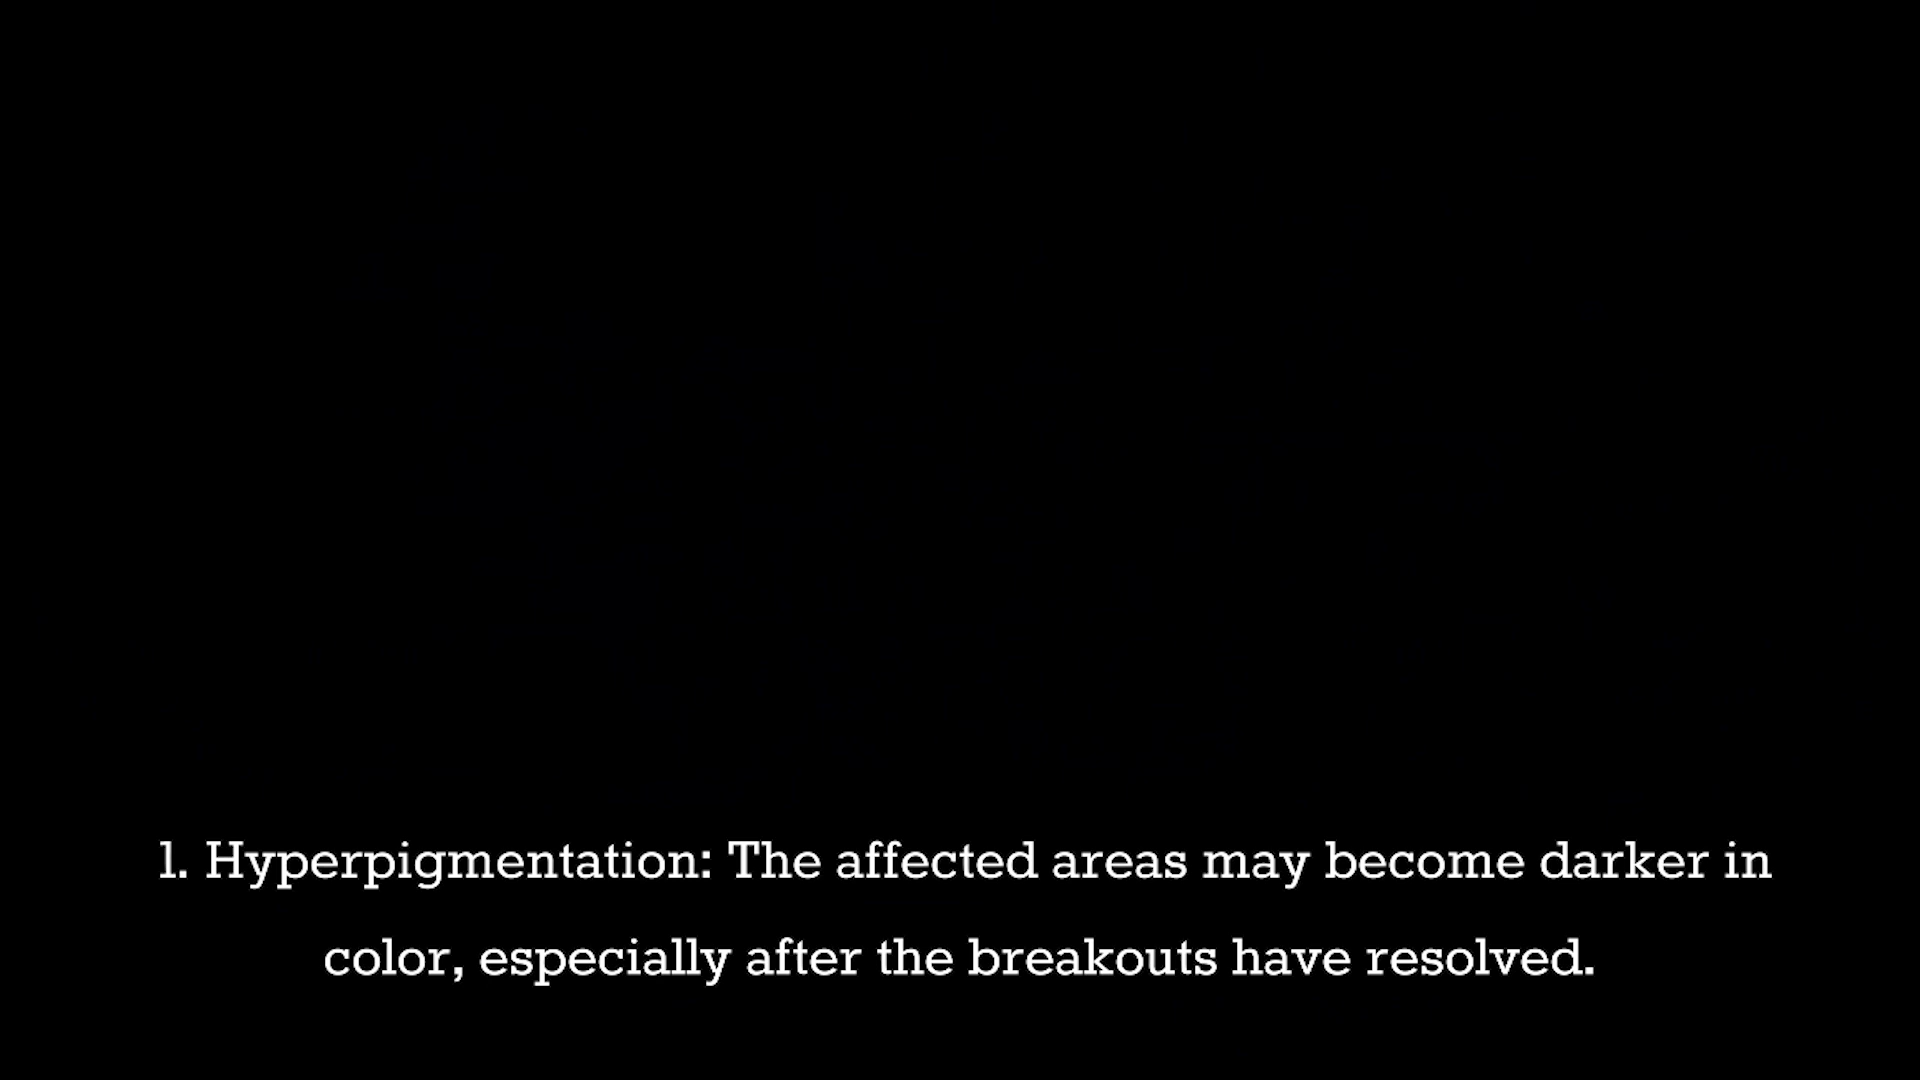 1. Hyperpigmentation: The affected areas may become darker in
color, especially after the breakouts have resolved.